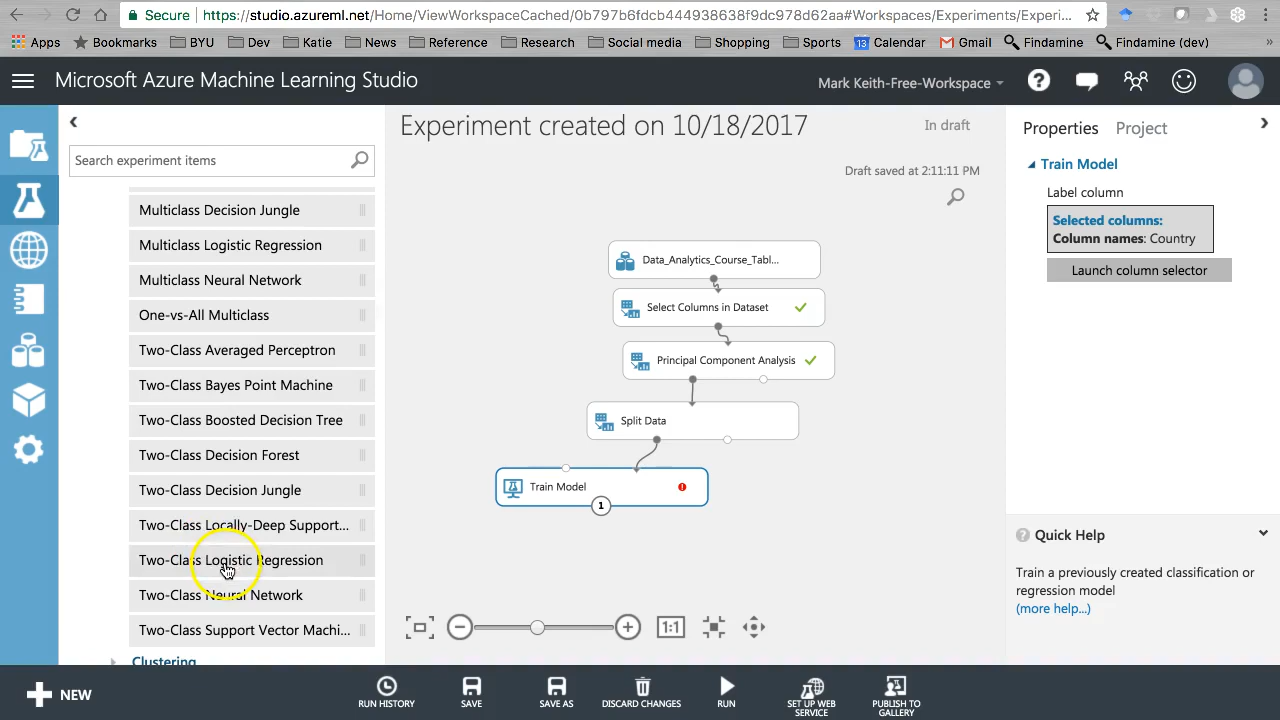 Secure https://studio.azureml.net/Home/ViewWorkspaceCached/0b797b6fdcb444938638f9dc978d62aa#Workspaces/Experiments/Experi...
Apps Bookmarks BYU Dev Katie News Reference Research Social media Shopping Sports 13 Calendar Gmail Findamine Findamine (dev) »
Microsoft Azure Machine Learning Studio
Mark Keith-Free-Workspace
Search experiment items
Multiclass Decision Jungle
Multiclass Logistic Regression
Multiclass Neural Network
One-vs-All Multiclass
Two-Class Averaged Perceptron
Two-Class Bayes Point Machine
Two-Class Boosted Decision Tree
Two-Class Decision Forest
Two-Class Decision Jungle
Two-Class Locally-Deep Support...
Two-Class Logistic Regression
Two-Class Neural Network
Two-Class Support Vector Machi...
Clustering
Experiment created on 10/18/2017
In draft
Draft saved at 2:11:11 PM
Data_Analytics_Course_Tabl...
Select Columns in Dataset
Principal Component Analysis
Split Data
Train Model
1
1:1
Properties Project
Train Model
Label column
Selected columns:
Column names: Country
Launch column selector
Quick Help
Train a previously created classification or
regression model
(more help...)
NEW
RUN HISTORY
SAVE
SAVE AS
DISCARD CHANGES
RUN
SET UP WEB
SERVICE
PUBLISH TO
GALLERY